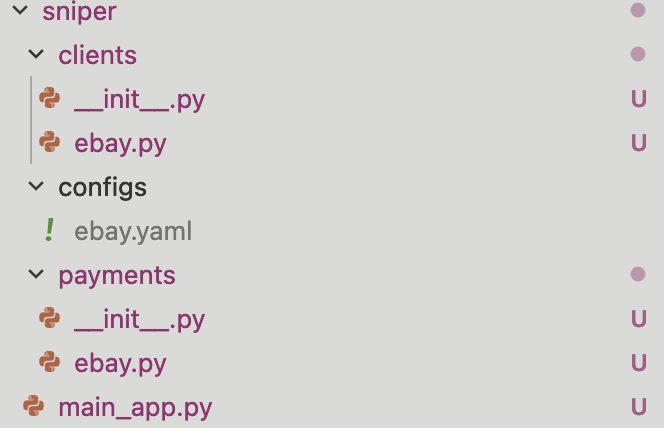 sniper
clients
__init__.py U
ebay.py U
configs
! ebay.yaml
payments
__init__.py U
ebay.py U
main_app.py U